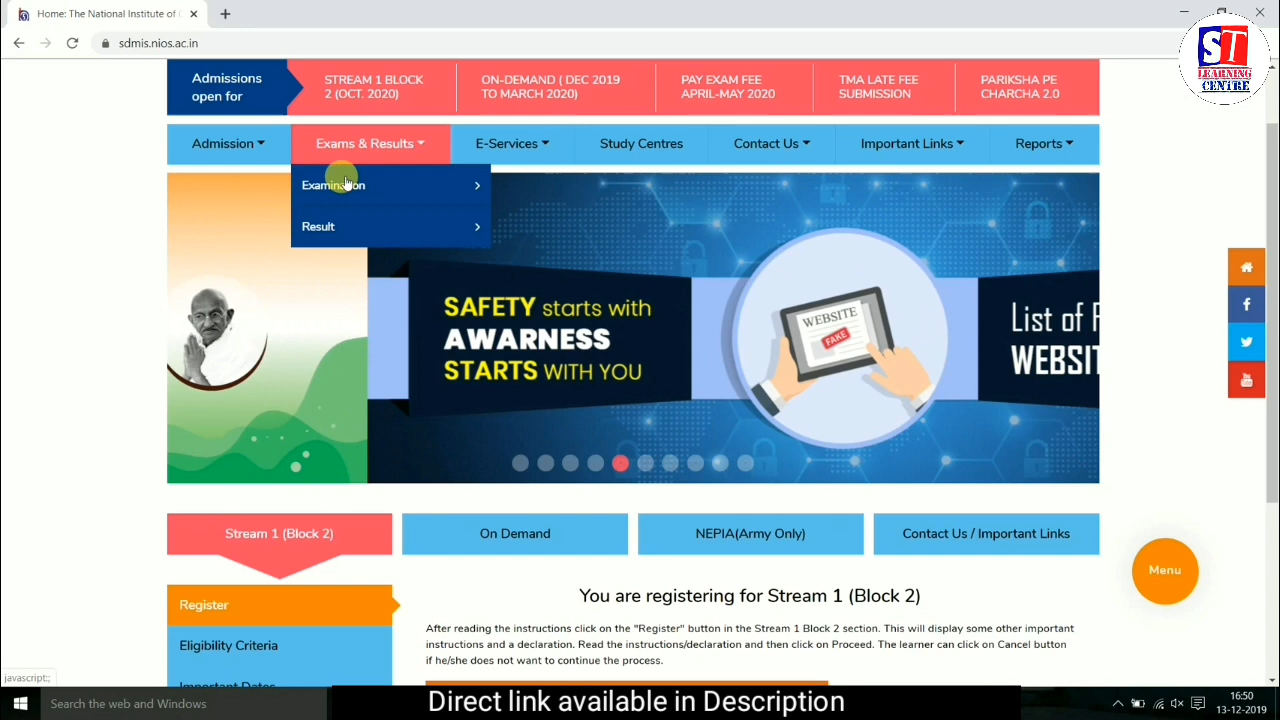 Home: The National Institute of
sdmis.nios.ac.in
ST
LEARNING
CENTRE
Admissions
open for
STREAM 1 BLOCK
2 (OCT. 2020)
ON-DEMAND ( DEC 2019
TO MARCH 2020)
PAY EXAM FEE
APRIL-MAY 2020
TMA LATE FEE
SUBMISSION
PARIKSHA PE
CHARCHA 2.0
Admission
Exams & Results
E-Services
Study Centres
Contact Us
Important Links
Reports
Examination
Result
SAFETY starts with
AWARNESS
STARTS WITH YOU
WEBSITE
FAKE
List of
Stream 1 (Block 2)
On Demand
NEPIA(Army Only)
Contact Us / Important Links
Menu
Register
Eligibility Criteria
Important Dates
You are registering for Stream 1 (Block 2)
After reading the instructions click on the "Register" button in the Stream 1 Block 2 section. This will display some other important
instructions and a declaration. Read the instructions/declaration and then click on Proceed. The learner can click on Cancel button
if he/she does not want to continue the process.
javascript:;
Search the web and Windows
Direct link available in Description
16:50
13-12-2019